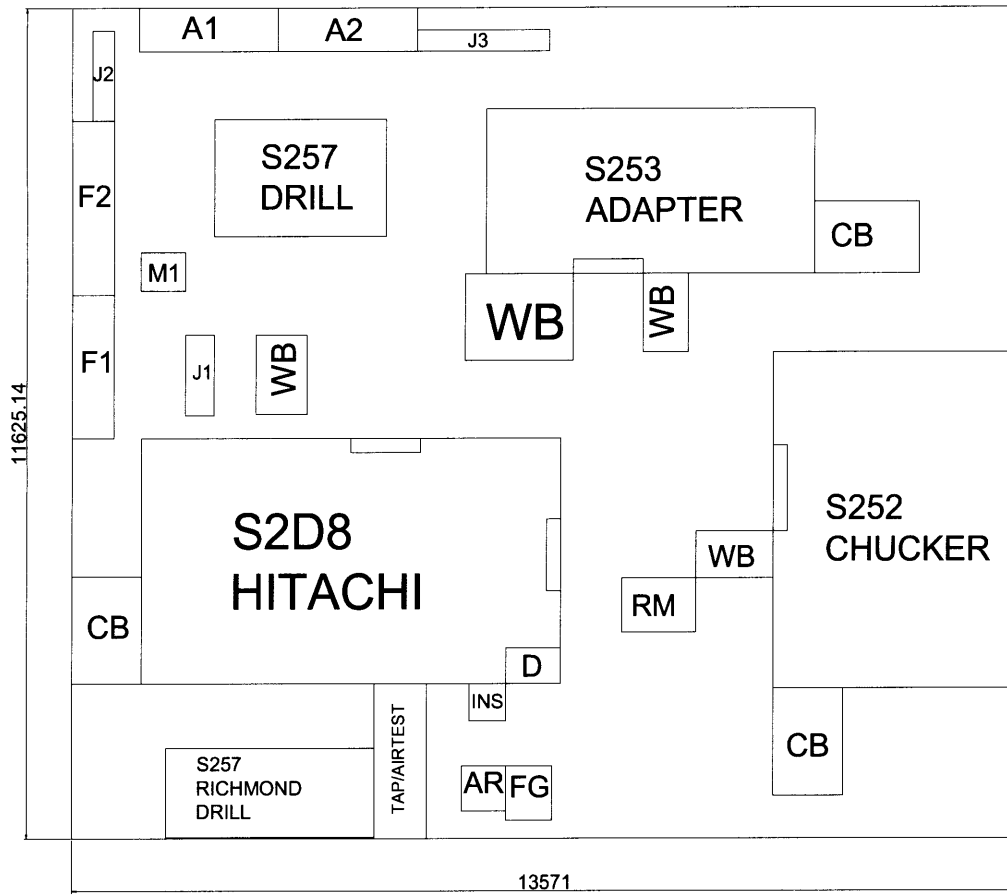 A1
A2
J3
J2
S257
DRILL
S253
ADAPTER
F2
CB
M1
WB
WB
F1
J1
WB
11625.14
S2D8
HITACHI
S252
CHUCKER
WB
RM
CB
D
INS
TAP/AIRTEST
CB
S257
RICHMOND
DRILL
AR
FG
13571